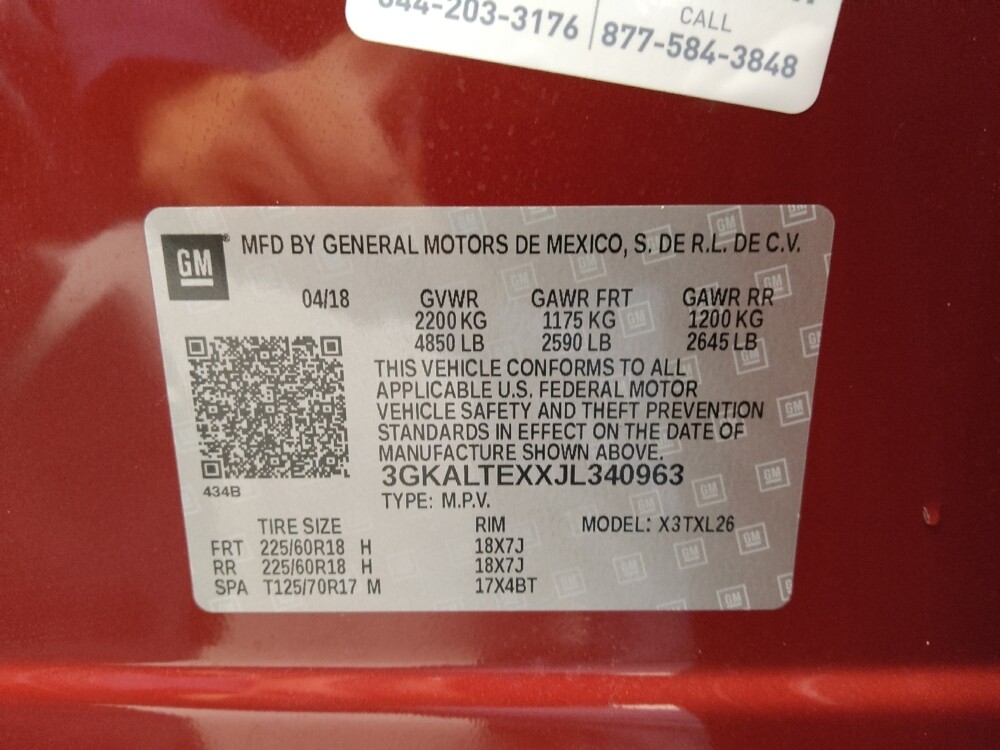 CALL
844-203-3176 877-584-3848
GM
MFD BY GENERAL MOTORS DE MEXICO, S. DE R.L. DE C.V.
04/18 GVWR GAWR FRT GAWR RR
2200 KG 1175 KG 1200 KG
4850 LB 2590 LB 2645 LB
THIS VEHICLE CONFORMS TO ALL
APPLICABLE U.S. FEDERAL MOTOR
VEHICLE SAFETY AND THEFT PREVENTION
STANDARDS IN EFFECT ON THE DATE OF
MANUFACTURE SHOWN ABOVE.
3GKALTEXXJL340963
434B
TYPE: M.P.V.
TIRE SIZE RIM MODEL: X3TXL26
FRT 225/60R18 H 18X7J
RR 225/60R18 H 18X7J
SPA T125/70R17 M 17X4BT